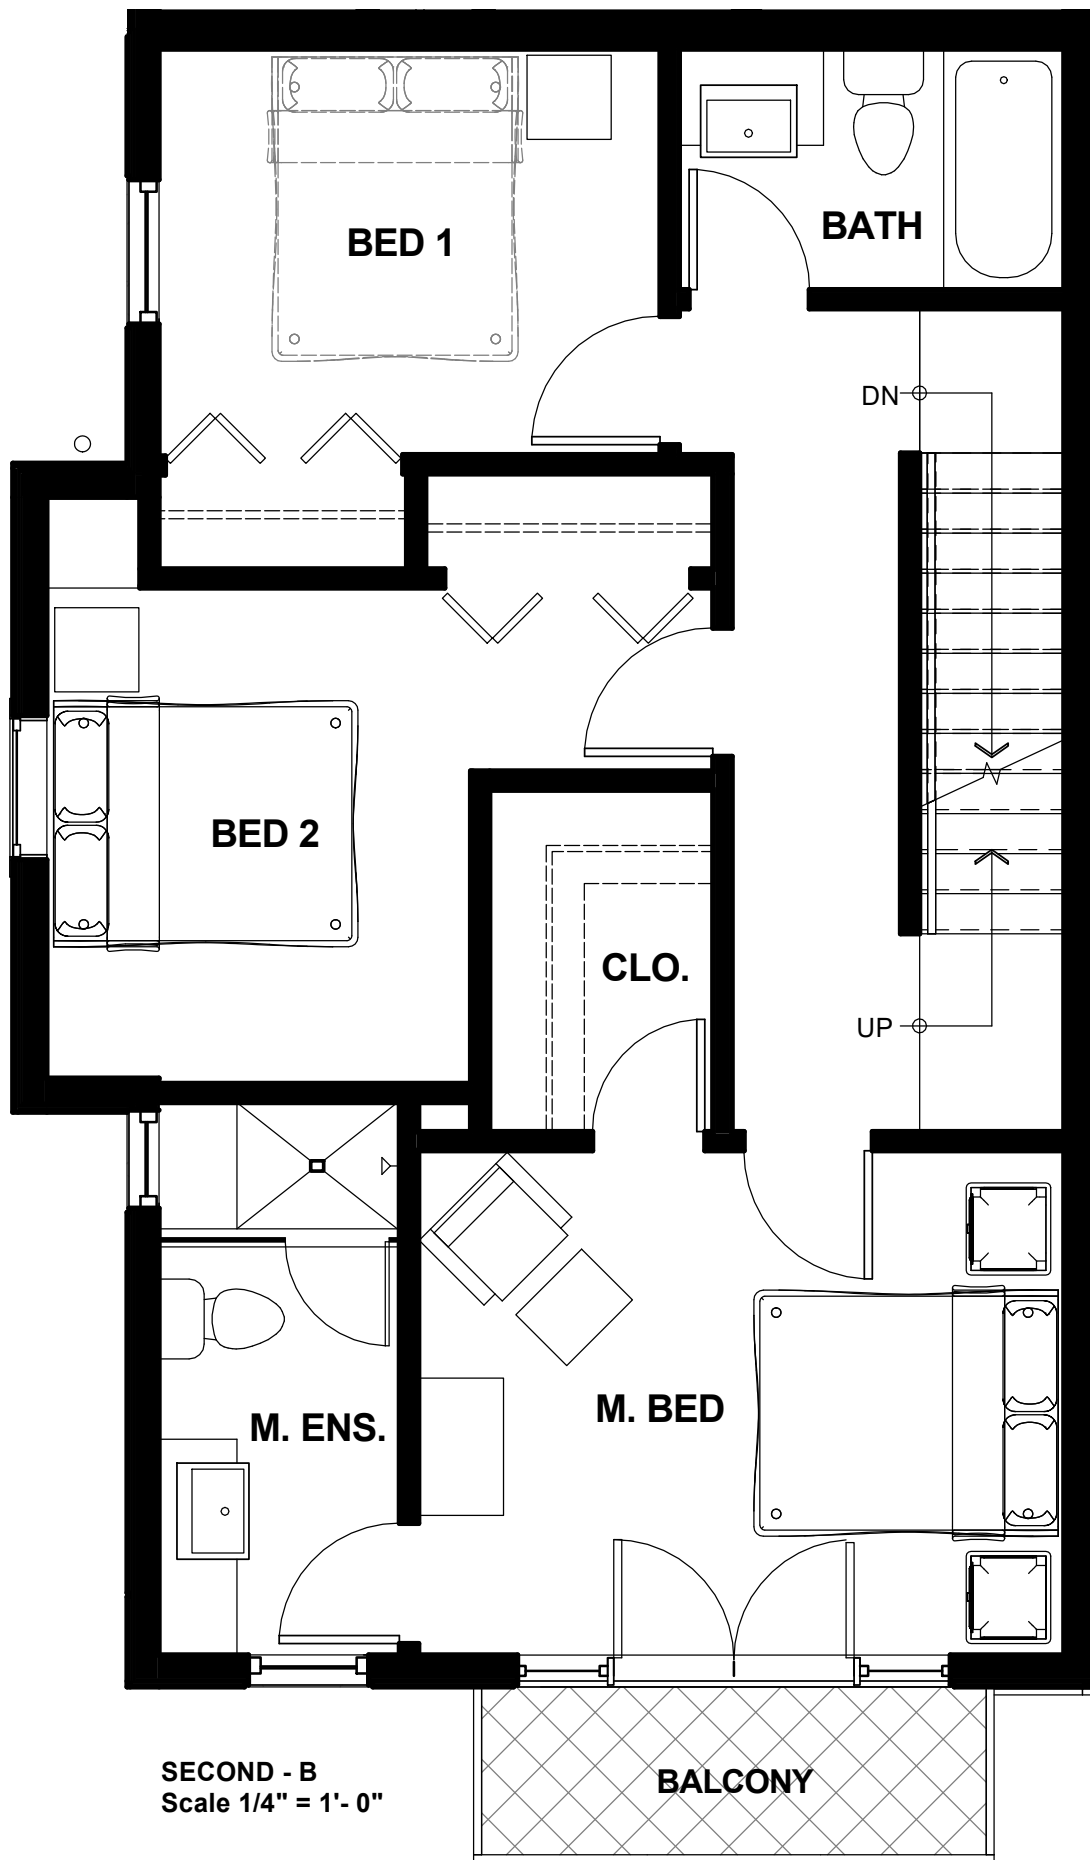 BED 1
BATH
DN
BED 2
CLO.
UP
M. ENS.
M. BED
BALCONY
SECOND - B
Scale 1/4" = 1'- 0"